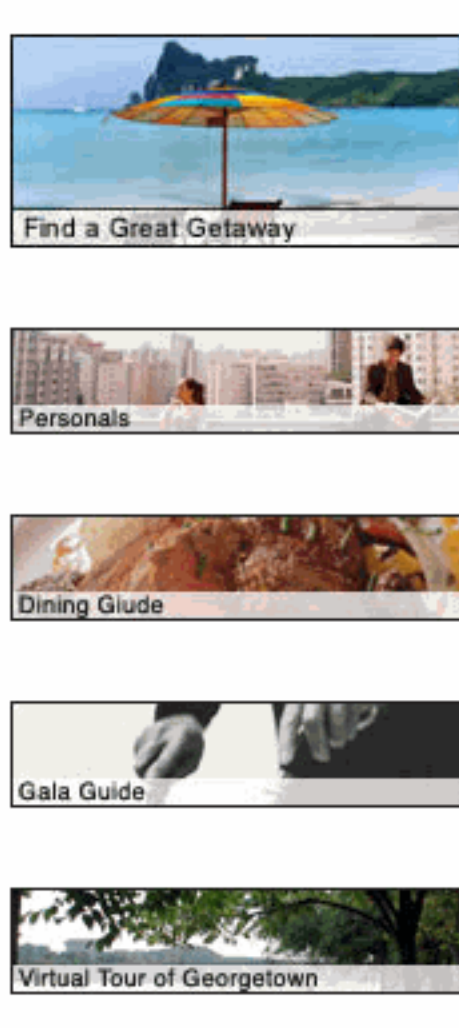 Find a Great Getaway
Personals
Dining Giude
Gala Guide
Virtual Tour of Georgetown